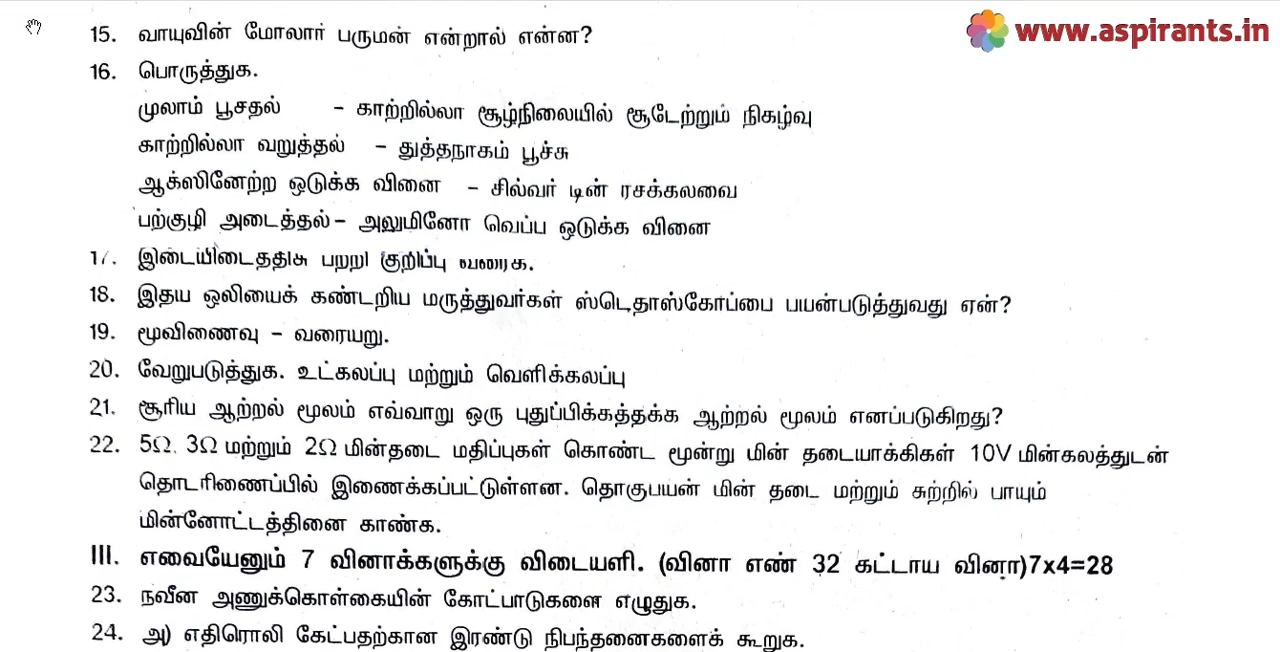 www.aspirants.in
15. வாயுவின் மோலார் பருமன் என்றால் என்ன?
16. பொருத்துக.
முலாம் பூசதல் - காற்றில்லா சூழ்நிலையில் சூடேற்றும் நிகழ்வு
காற்றில்லா வறுத்தல் - துத்தநாகம் பூச்சு
ஆக்ஸினேற்ற ஒடுக்க வினை - சில்வர் டின் ரசக்கலவை
பற்குழி அடைத்தல் - அலுமினோ வெப்ப ஒடுக்க வினை
17. குறிப்பு வரைக.
18. இதய ஒலியைக் கண்டறிய மருத்துவர்கள் ஸ்டெதாஸ்கோப்பை பயன்படுத்துவது ஏன்?
19. மூவிணைவு - வரையறு.
20. வேறுபடுத்துக. உட்கலப்பு மற்றும் வெளிக்கலப்பு
21. சூரிய ஆற்றல் மூலம் எவ்வாறு ஒரு புதுப்பிக்கத்தக்க ஆற்றல் மூலம் எனப்படுகிறது?
22. 5Ω, 3Ω மற்றும் 2Ω மின்தடை மதிப்புகள் கொண்ட மூன்று மின் தடையாக்கிகள் 10V மின்கலத்துடன்
தொடரிணைப்பில் இணைக்கப்பட்டுள்ளன. தொகுபயன் மின் தடை மற்றும் சுற்றில் பாயும்
மின்னோட்டத்தினை காண்க.
III. எவையேனும் 7 வினாக்களுக்கு விடையளி. (வினா எண் 32 கட்டாய வினா)7x4=28
23. நவீன அணுக்கொள்கையின் கோட்பாடுகளை எழுதுக.
24. அ) எதிரொலி கேட்பதற்கான இரண்டு நிபந்தனைகளைக் கூறுக.